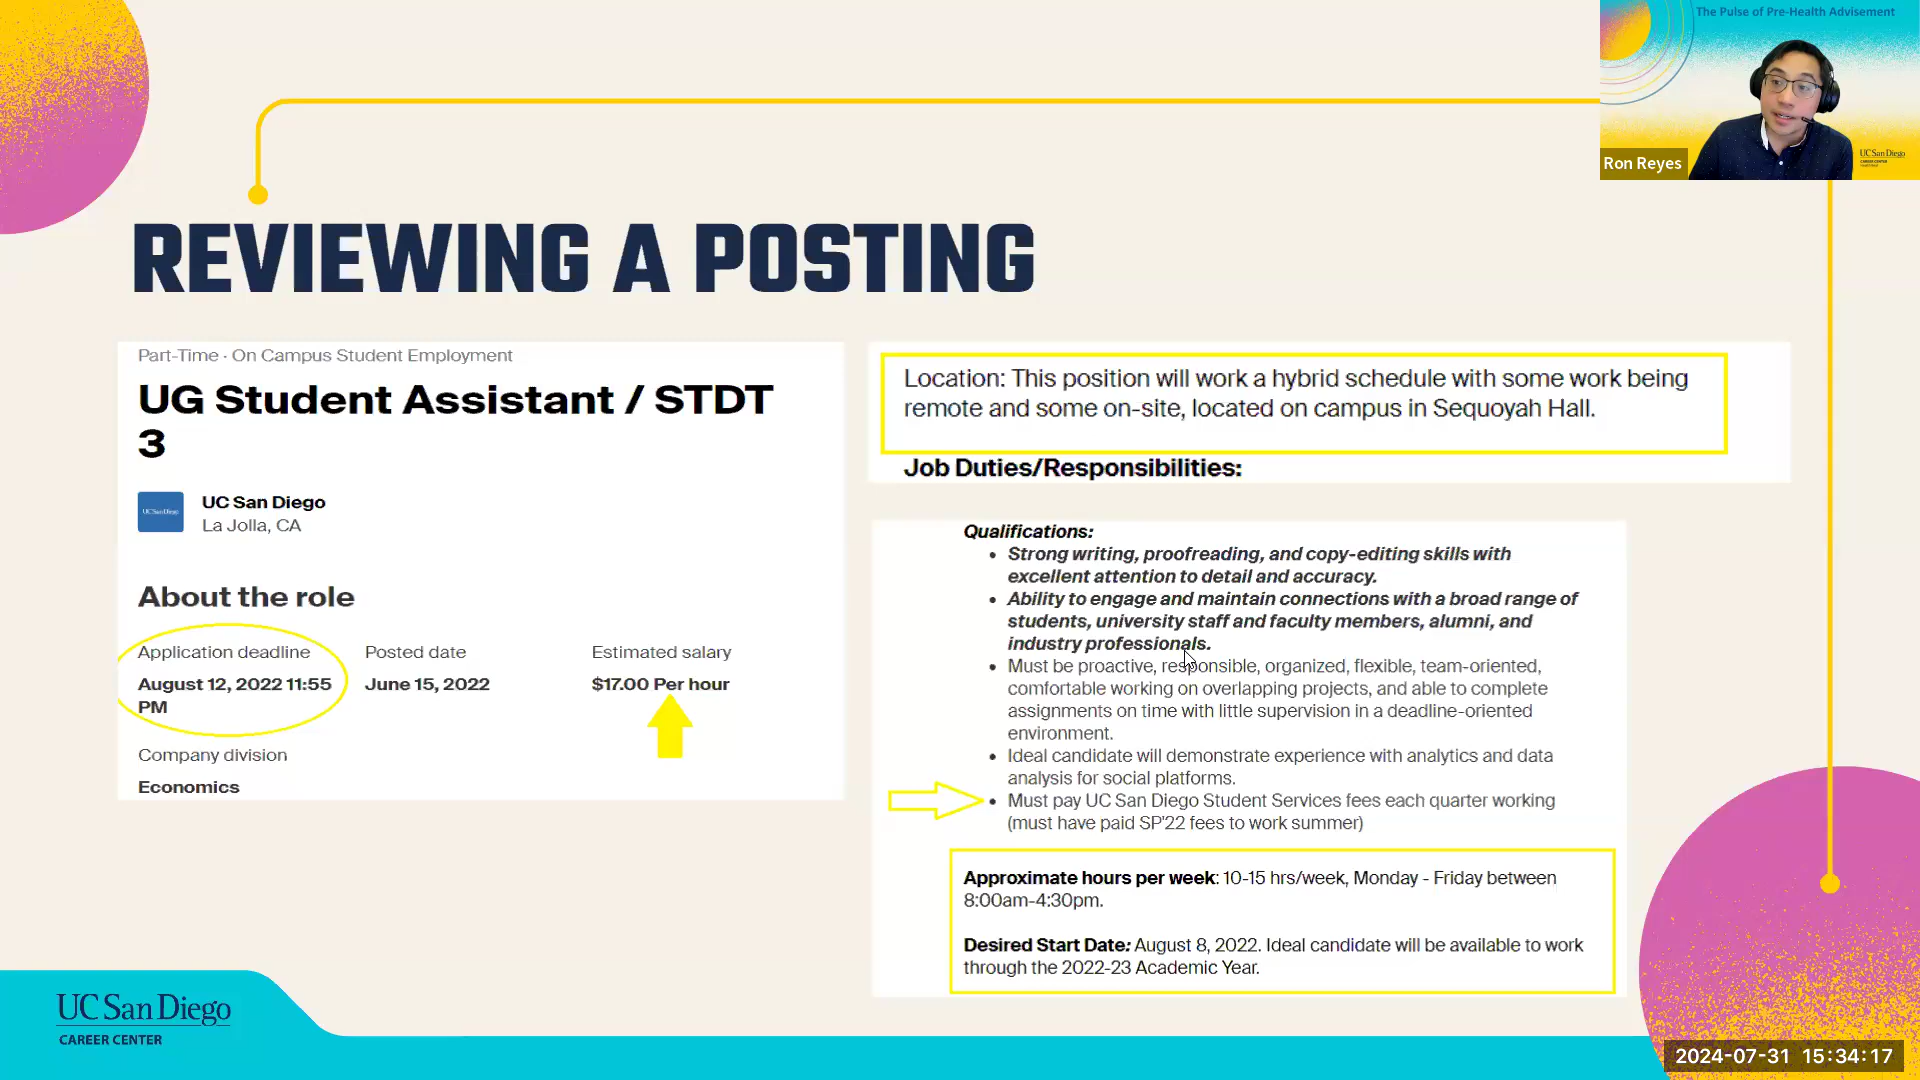 The Pulse of Pre-Health Advisement
Ron Reyes
REVIEWING A POSTING
Part-Time · On Campus Student Employment
UG Student Assistant / STDT
3
UC San Diego
UC San Diego
La Jolla, CA
About the role
Application deadline
August 12, 2022 11:55
PM
Posted date
June 15, 2022
Estimated salary
$17.00 Per hour
Company division
Economics
Location: This position will work a hybrid schedule with some work being
remote and some on-site, located on campus in Sequoyah Hall.
Job Duties/Responsibilities:
Qualifications:
• Strong writing, proofreading, and copy-editing skills with
excellent attention to detail and accuracy.
• Ability to engage and maintain connections with a broad range of
students, university staff and faculty members, alumni, and
industry professionals.
• Must be proactive, responsible, organized, flexible, team-oriented,
comfortable working on overlapping projects, and able to complete
assignments on time with little supervision in a deadline-oriented
environment.
• Ideal candidate will demonstrate experience with analytics and data
analysis for social platforms.
• Must pay UC San Diego Student Services fees each quarter working
(must have paid SP'22 fees to work summer)
Approximate hours per week: 10-15 hrs/week, Monday - Friday between
8:00am-4:30pm.
Desired Start Date: August 8, 2022. Ideal candidate will be available to work
through the 2022-23 Academic Year.
UC San Diego
CAREER CENTER
UC San Diego
CAREER CENTER
2024-07-31 15:34:17